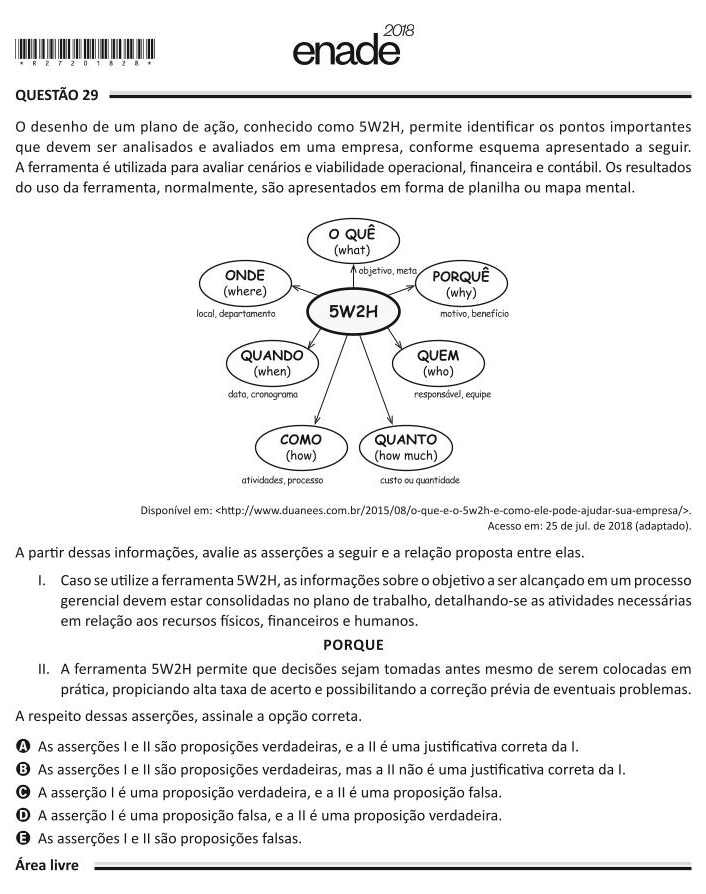 2018
enade
* R 2 7 2 0 1 8 2 8 *
QUESTÃO 29
O desenho de um plano de ação, conhecido como 5W2H, permite identificar os pontos importantes
que devem ser analisados e avaliados em uma empresa, conforme esquema apresentado a seguir.
A ferramenta é utilizada para avaliar cenários e viabilidade operacional, financeira e contábil. Os resultados
do uso da ferramenta, normalmente, são apresentados em forma de planilha ou mapa mental.
O QUÊ
(what)
objetivo, meta
ONDE
(where)
local, departamento
PORQUÊ
(why)
motivo, benefício
5W2H
QUANDO
(when)
data, cronograma
QUEM
(who)
responsável, equipe
COMO
(how)
atividades, processo
QUANTO
(how much)
custo ou quantidade
Disponível em: <http://www.duanees.com.br/2015/08/o-que-e-o-5w2h-e-como-ele-pode-ajudar-sua-empresa/>.
Acesso em: 25 de jul. de 2018 (adaptado).
A partir dessas informações, avalie as asserções a seguir e a relação proposta entre elas.
I. Caso se utilize a ferramenta 5W2H, as informações sobre o objetivo a ser alcançado em um processo
gerencial devem estar consolidadas no plano de trabalho, detalhando-se as atividades necessárias
em relação aos recursos físicos, financeiros e humanos.
PORQUE
II. A ferramenta 5W2H permite que decisões sejam tomadas antes mesmo de serem colocadas em
prática, propiciando alta taxa de acerto e possibilitando a correção prévia de eventuais problemas.
A respeito dessas asserções, assinale a opção correta.
A As asserções I e II são proposições verdadeiras, e a II é uma justificativa correta da I.
B As asserções I e II são proposições verdadeiras, mas a II não é uma justificativa correta da I.
C A asserção I é uma proposição verdadeira, e a II é uma proposição falsa.
D A asserção I é uma proposição falsa, e a II é uma proposição verdadeira.
E As asserções I e II são proposições falsas.
Área livre